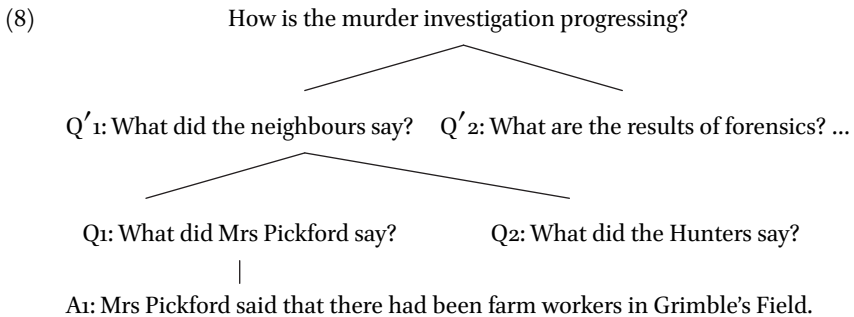 (8) How is the murder investigation progressing?
Q′1: What did the neighbours say? Q′2: What are the results of forensics? ...
Q1: What did Mrs Pickford say? Q2: What did the Hunters say?
A1: Mrs Pickford said that there had been farm workers in Grimble’s Field.